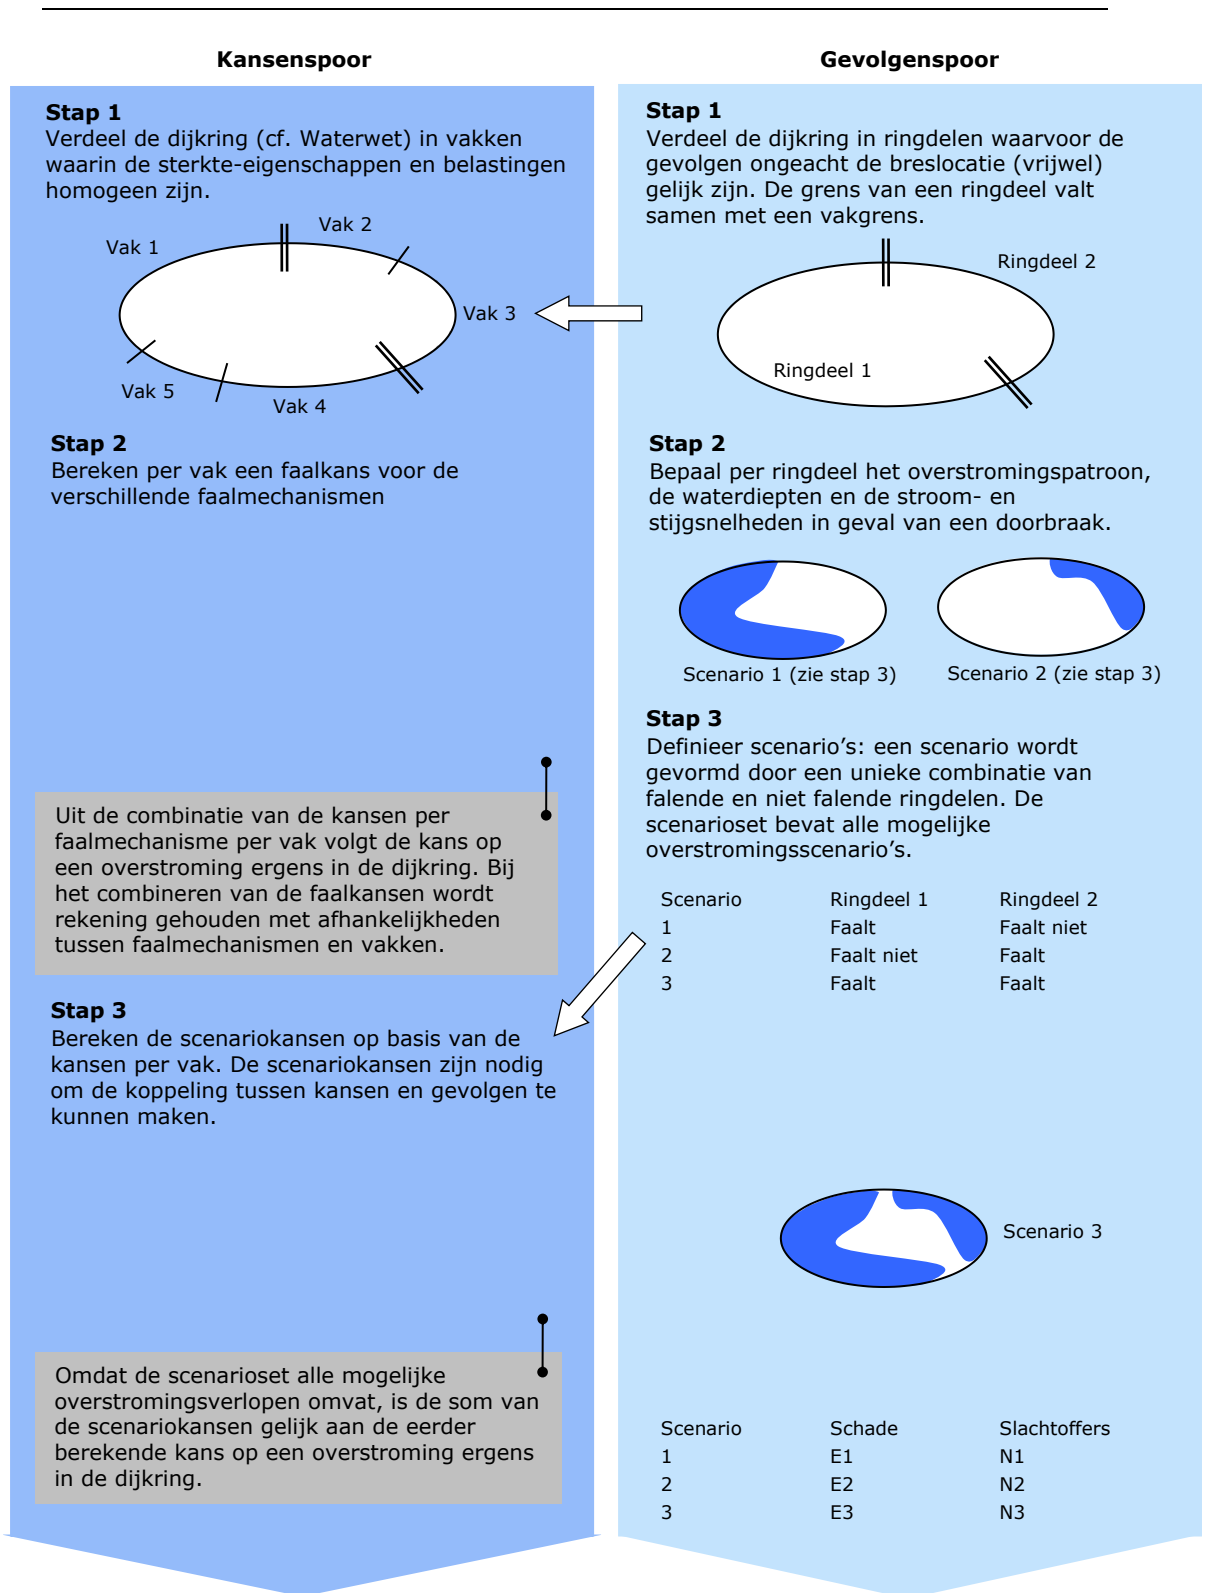 Kansenspoor
Stap 1
Verdeel de dijkring (cf. Waterwet) in vakken
waarin de sterkte-eigenschappen en belastingen
homogeen zijn.
Vak 1
Vak 2
Vak 3
Vak 5
Vak 4
Stap 2
Bereken per vak een faalkans voor de
verschillende faalmechanismen
Uit de combinatie van de kansen per
faalmechanisme per vak volgt de kans op
een overstroming ergens in de dijkring. Bij
het combineren van de faalkansen wordt
rekening gehouden met afhankelijkheden
tussen faalmechanismen en vakken.
Stap 3
Bereken de scenariokansen op basis van de
kansen per vak. De scenariokansen zijn nodig
om de koppeling tussen kansen en gevolgen te
kunnen maken.
Omdat de scenarioset alle mogelijke
overstromingsverlopen omvat, is de som van
de scenariokansen gelijk aan de eerder
berekende kans op een overstroming ergens
in de dijkring.
Gevolgenspoor
Stap 1
Verdeel de dijkring in ringdelen waarvoor de
gevolgen ongeacht de breslocatie (vrijwel)
gelijk zijn. De grens van een ringdeel valt
samen met een vakgrens.
Ringdeel 2
Ringdeel 1
Stap 2
Bepaal per ringdeel het overstromingspatroon,
de waterdiepten en de stroom- en
stijgsnelheden in geval van een doorbraak.
Scenario 1 (zie stap 3) Scenario 2 (zie stap 3)
Stap 3
Definieer scenario’s: een scenario wordt
gevormd door een unieke combinatie van
falende en niet falende ringdelen. De
scenarioset bevat alle mogelijke
overstromingsscenario’s.
Scenario Ringdeel 1 Ringdeel 2
1 Faalt Faalt niet
2 Faalt niet Faalt
3 Faalt Faalt
Scenario 3
Scenario Schade Slachtoffers
1 E1 N1
2 E2 N2
3 E3 N3